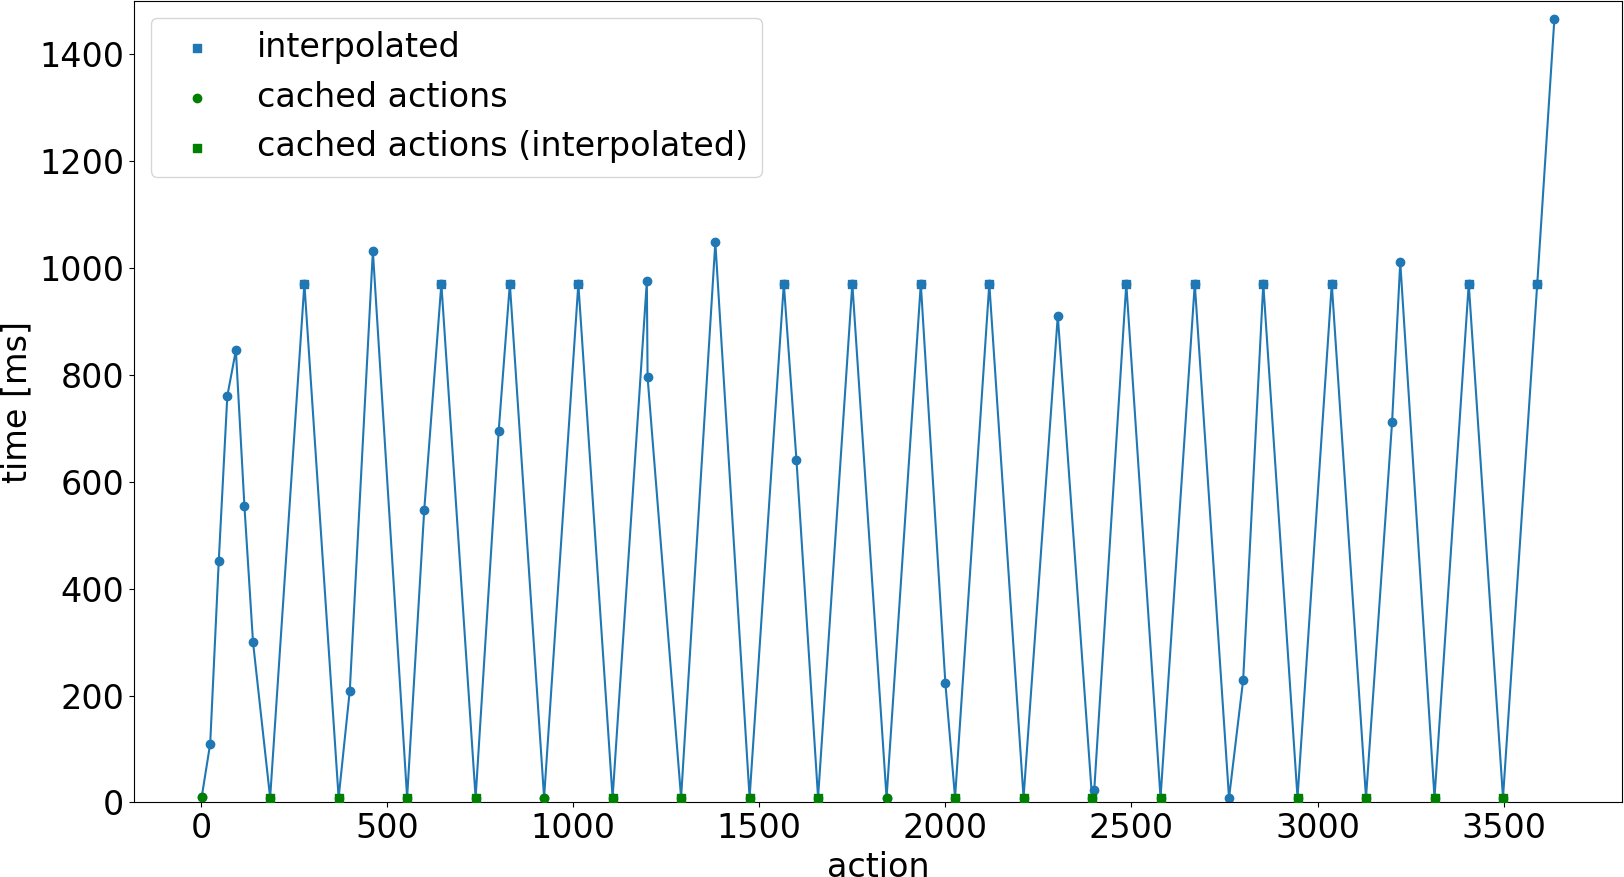 interpolated
cached actions
cached actions (interpolated)
time [ms]
1400
1200
1000
800
600
400
200
0
0 500 1000 1500 2000 2500 3000 3500
action